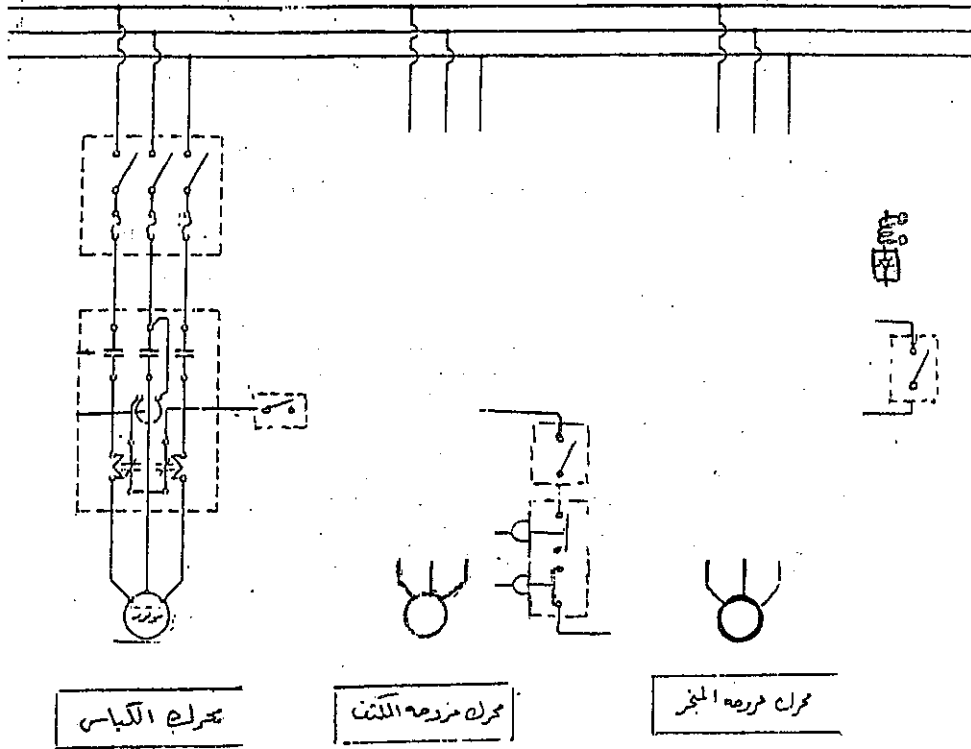 محرك الكباس
محرك مروحه المكثف
محرك مروحه المبخر